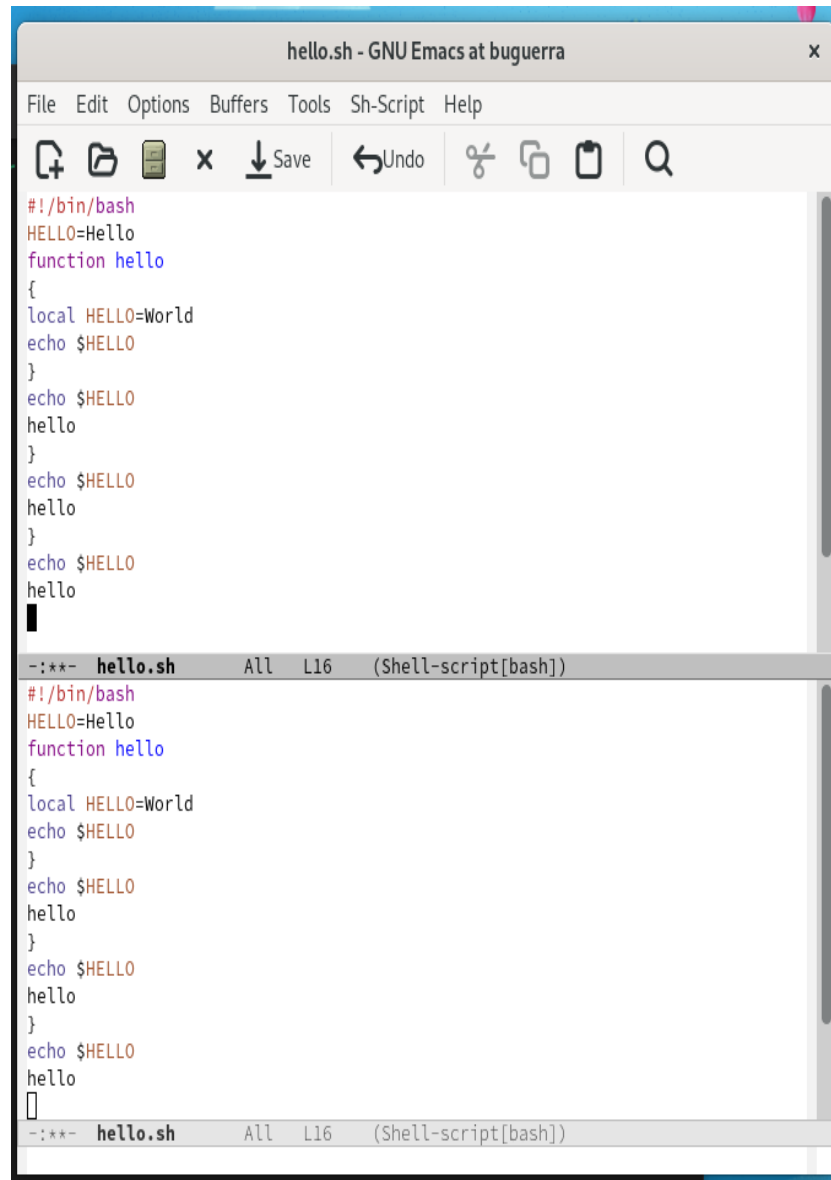 hello.sh - GNU Emacs at buguerra ×
File Edit Options Buffers Tools Sh-Script Help
Save Undo
#!/bin/bash
HELLO=Hello
function hello
{
local HELLO=World
echo $HELLO
}
echo $HELLO
hello
}
echo $HELLO
hello
}
echo $HELLO
hello
-:**- hello.sh All L16 (Shell-script[bash])
#!/bin/bash
HELLO=Hello
function hello
{
local HELLO=World
echo $HELLO
}
echo $HELLO
hello
}
echo $HELLO
hello
}
echo $HELLO
hello
-:**- hello.sh All L16 (Shell-script[bash])